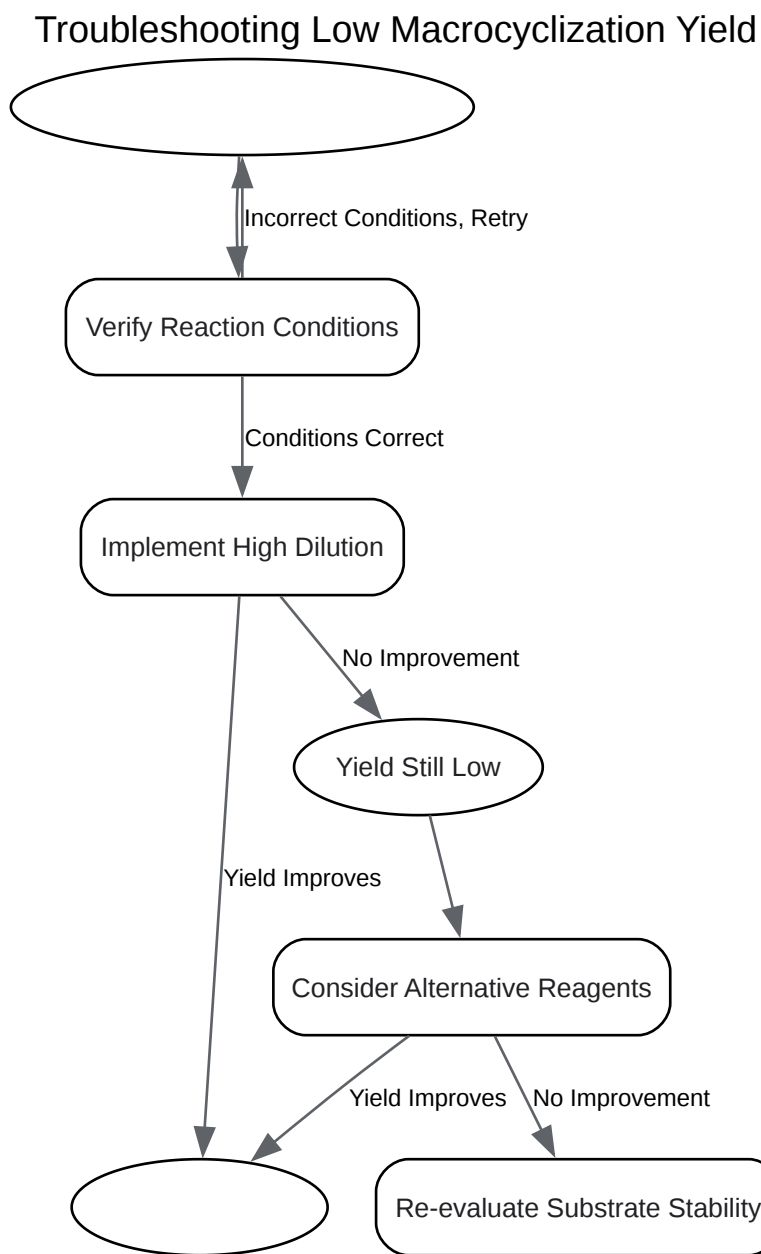 Troubleshooting Low Macrocyclization Yield
Incorrect Conditions, Retry
Verify Reaction Conditions
Conditions Correct
Implement High Dilution
No Improvement
Yield Still Low
Yield Improves
Consider Alternative Reagents
Yield Improves
No Improvement
Re-evaluate Substrate Stability